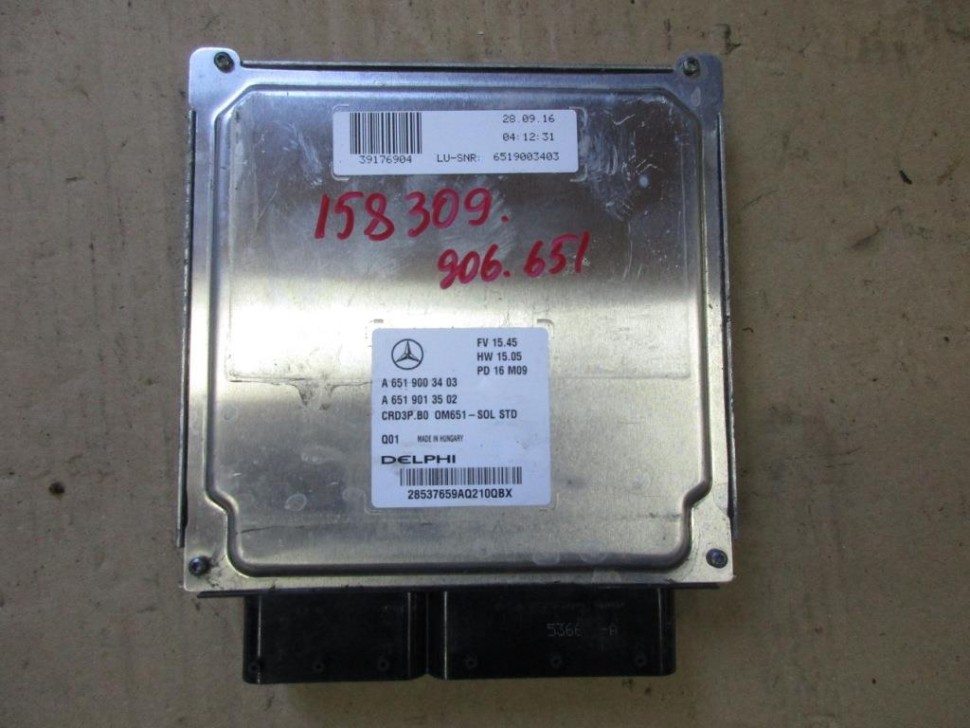 28.09.16
04:12:31
39176904 LU-SNR: 6519003403
158309.
906.651
FV 15.45
HW 15.05
PD 16 M09
A 651 900 34 03
A 651 901 35 02
CRD3P.B0 OM651-SOL STD
Q01 MADE IN HUNGARY
DELPHI
28537659AQ210QBX